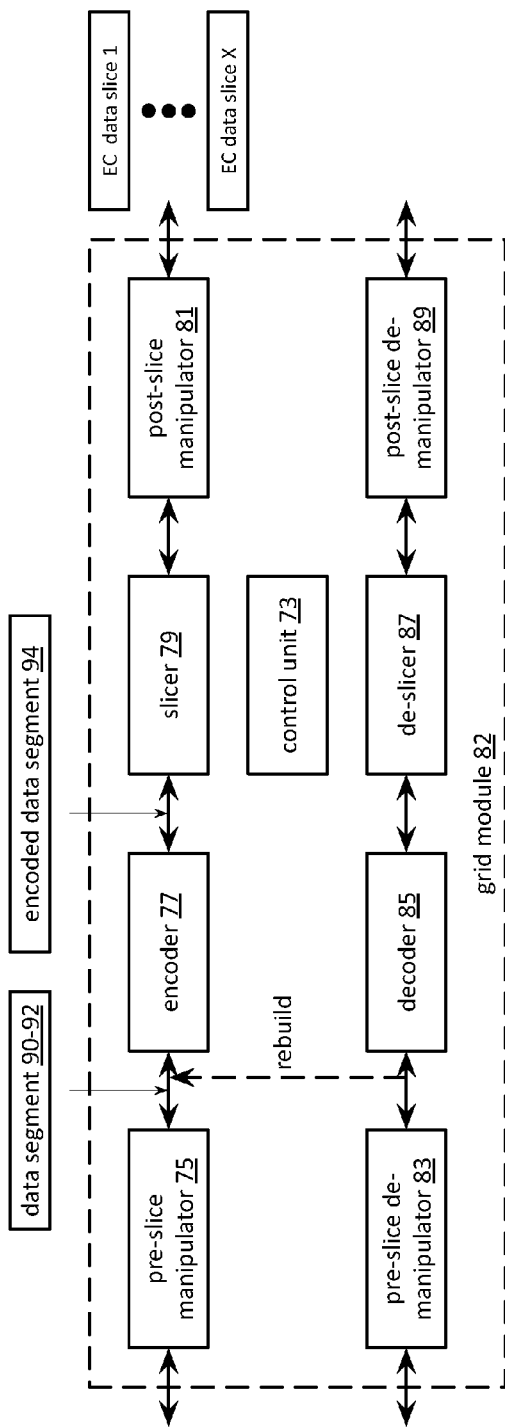 data segment 90-92
encoded data segment 94
EC data slice 1
EC data slice X
pre-slice
manipulator 75
encoder 77
slicer 79
post-slice
manipulator 81
rebuild
control unit 73
pre-slice de-
manipulator 83
decoder 85
de-slicer 87
post-slice de-
manipulator 89
grid module 82